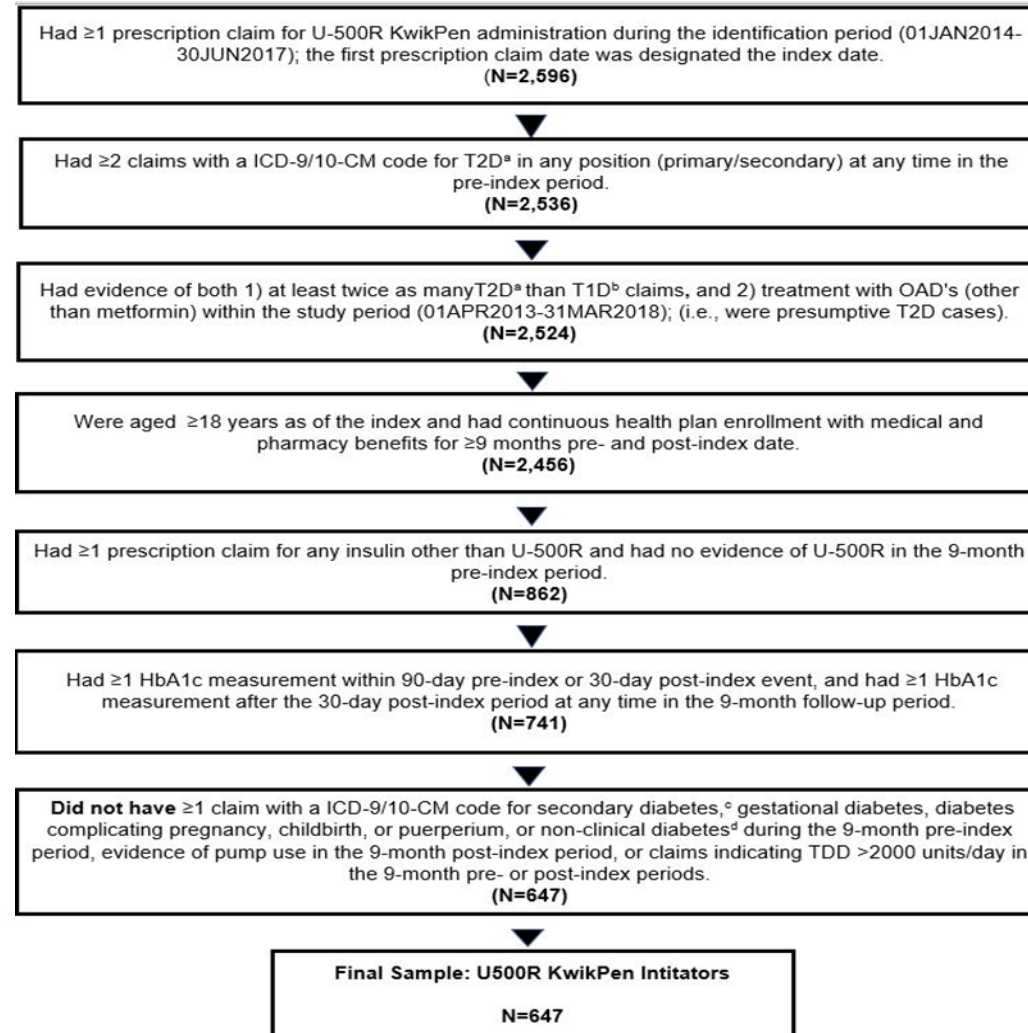 Had ≥1 prescription claim for U-500R KwikPen administration during the identification period (01JAN2014-
30JUN2017); the first prescription claim date was designated the index date.
(N=2,596)
Had ≥2 claims with a ICD-9/10-CM code for T2Dᵃ in any position (primary/secondary) at any time in the
pre-index period.
(N=2,536)
Had evidence of both 1) at least twice as manyT2Dᵃ than T1Dᵇ claims, and 2) treatment with OAD's (other
than metformin) within the study period (01APR2013-31MAR2018); (i.e., were presumptive T2D cases).
(N=2,524)
Were aged ≥18 years as of the index and had continuous health plan enrollment with medical and
pharmacy benefits for ≥9 months pre- and post-index date.
(N=2,456)
Had ≥1 prescription claim for any insulin other than U-500R and had no evidence of U-500R in the 9-month
pre-index period.
(N=862)
Had ≥1 HbA1c measurement within 90-day pre-index or 30-day post-index event, and had ≥1 HbA1c
measurement after the 30-day post-index period at any time in the 9-month follow-up period.
(N=741)
Did not have ≥1 claim with a ICD-9/10-CM code for secondary diabetes,ᶜ gestational diabetes, diabetes
complicating pregnancy, childbirth, or puerperium, or non-clinical diabetesᵈ during the 9-month pre-index
period, evidence of pump use in the 9-month post-index period, or claims indicating TDD >2000 units/day in
the 9-month pre- or post-index periods.
(N=647)
Final Sample: U500R KwikPen Intitators
N=647